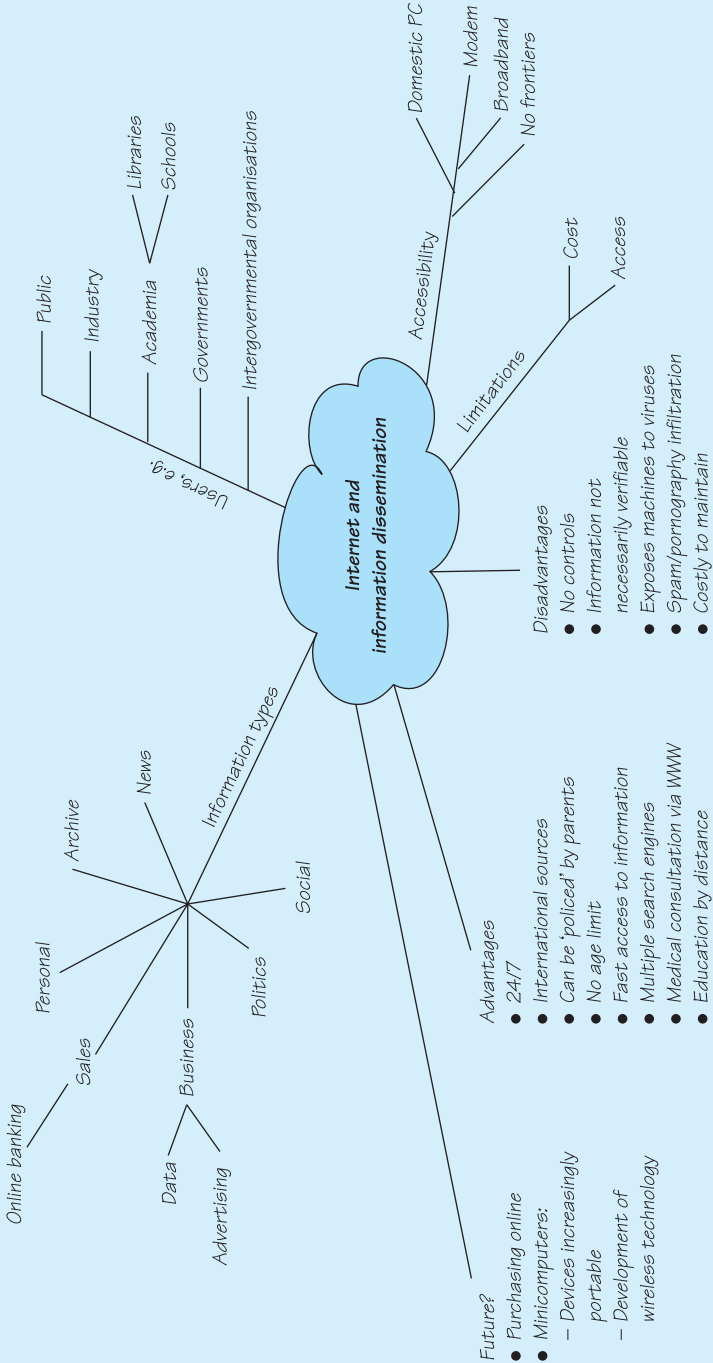 Online banking
Sales
Personal
Archive
News
Data
Advertising
Business
Politics
Social
Information types
Public
Industry
Academia
Libraries
Schools
Governments
Intergovernmental organisations
Users, e.g.
Internet and
information dissemination
Accessibility
Domestic PC
Modem
Broadband
No frontiers
Limitations
Cost
Access
Future?
● Purchasing online
● Minicomputers:
– Devices increasingly
portable
– Development of
wireless technology
Advantages
● 24/7
● International sources
● Can be ‘policed’ by parents
● No age limit
● Fast access to information
● Multiple search engines
● Medical consultation via WWW
● Education by distance
Disadvantages
● No controls
● Information not
necessarily verifiable
● Exposes machines to viruses
● Spam/pornography infiltration
● Costly to maintain